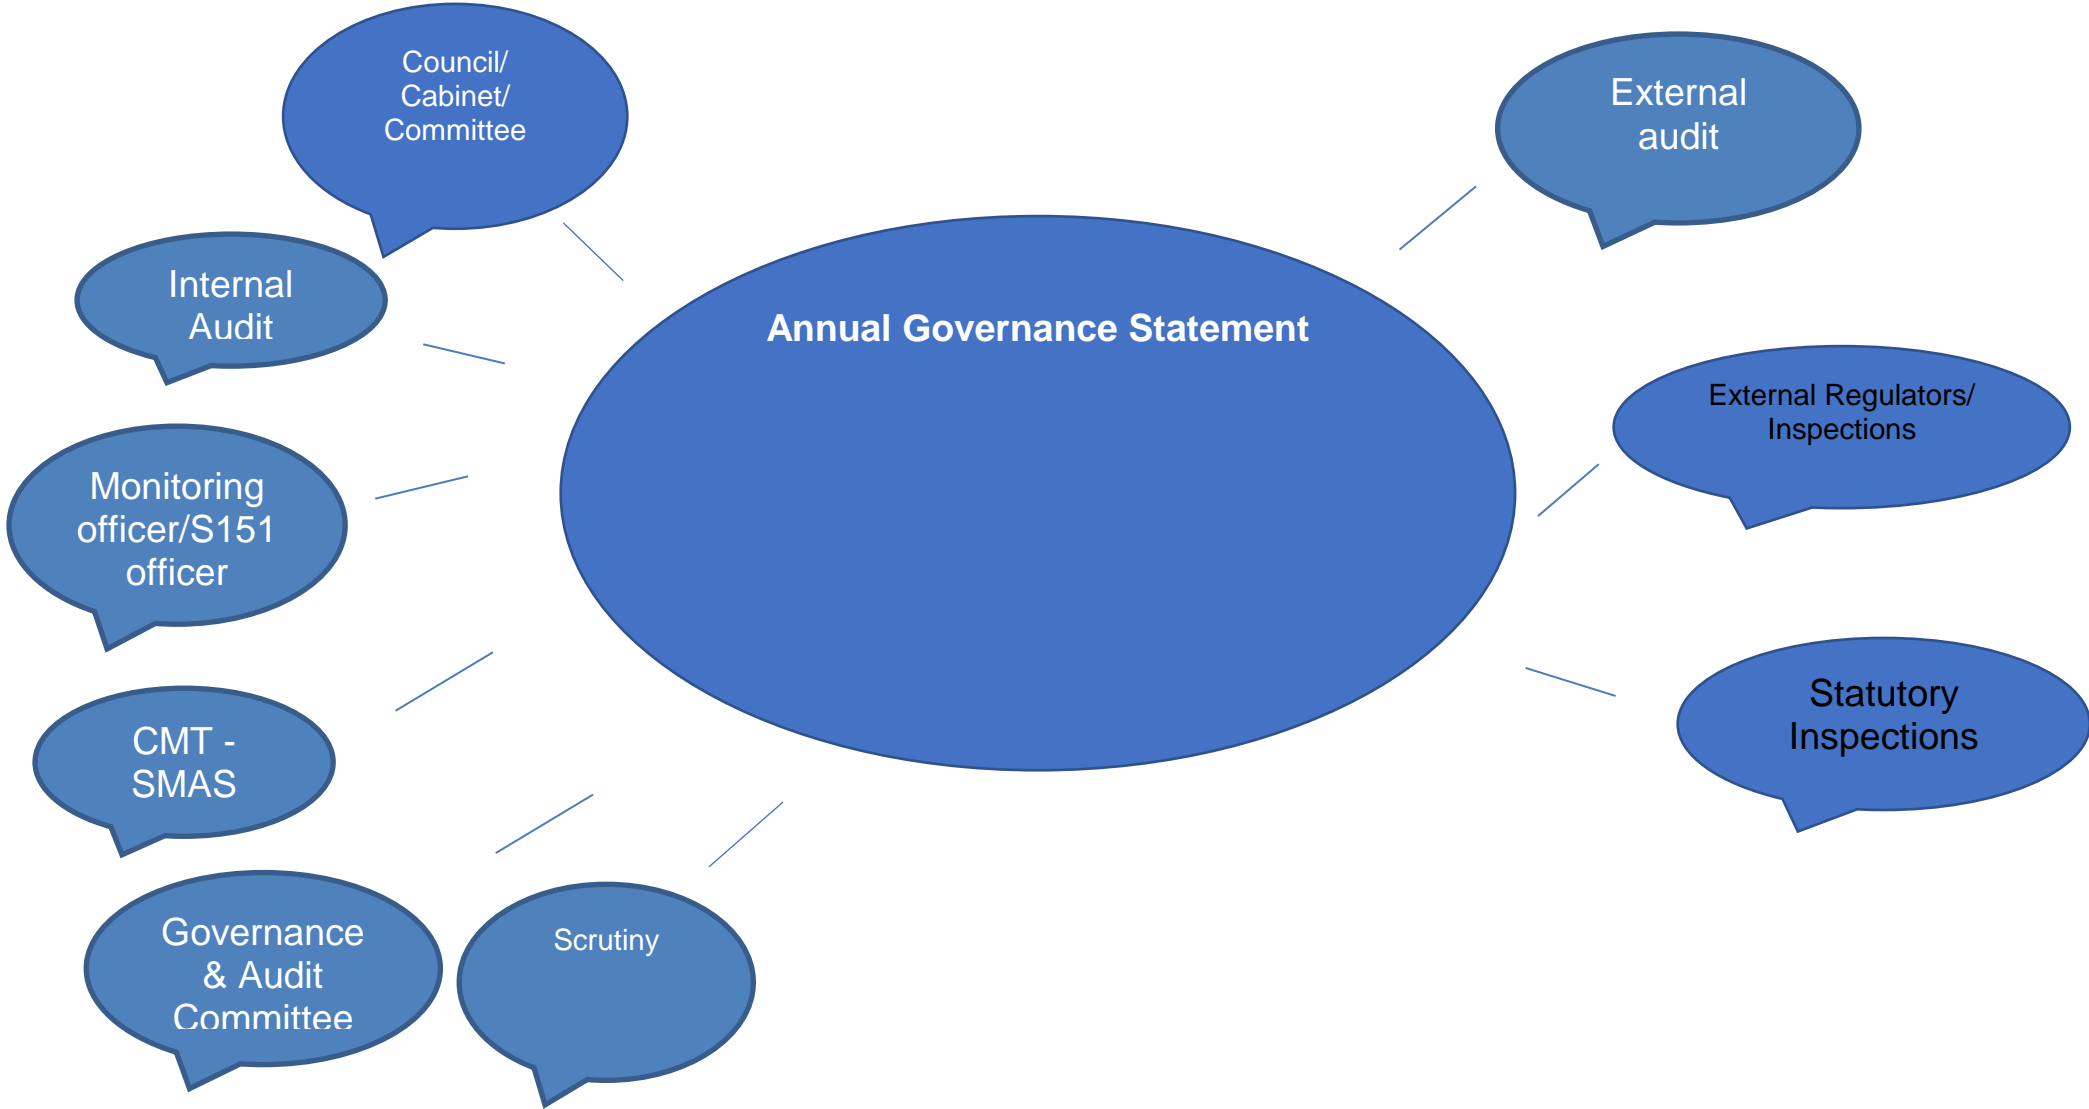 Council/
Cabinet/
Committee
External
audit
Internal
Audit
Annual Governance Statement
External Regulators/
Inspections
Monitoring
officer/S151
officer
Statutory
Inspections
CMT -
SMAS
Governance
& Audit
Committee
Scrutiny